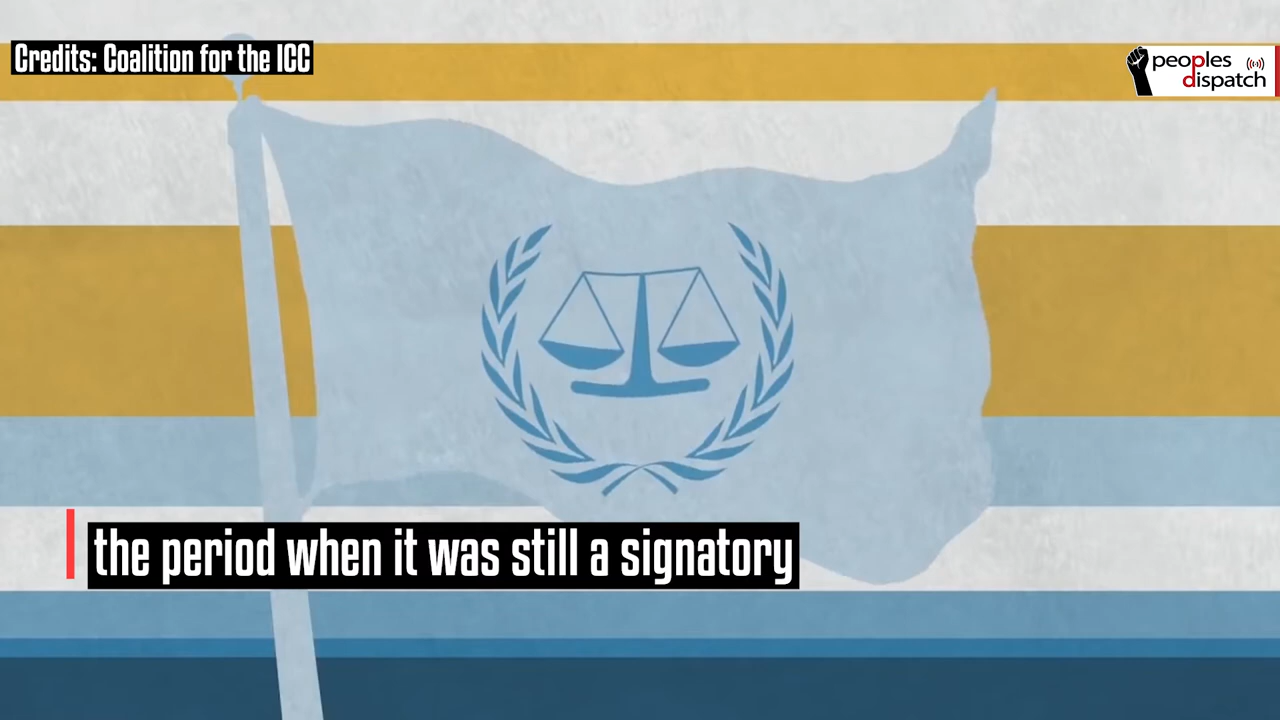 Credits: Coalition for the ICC
peoples
dispatch
the period when it was still a signatory